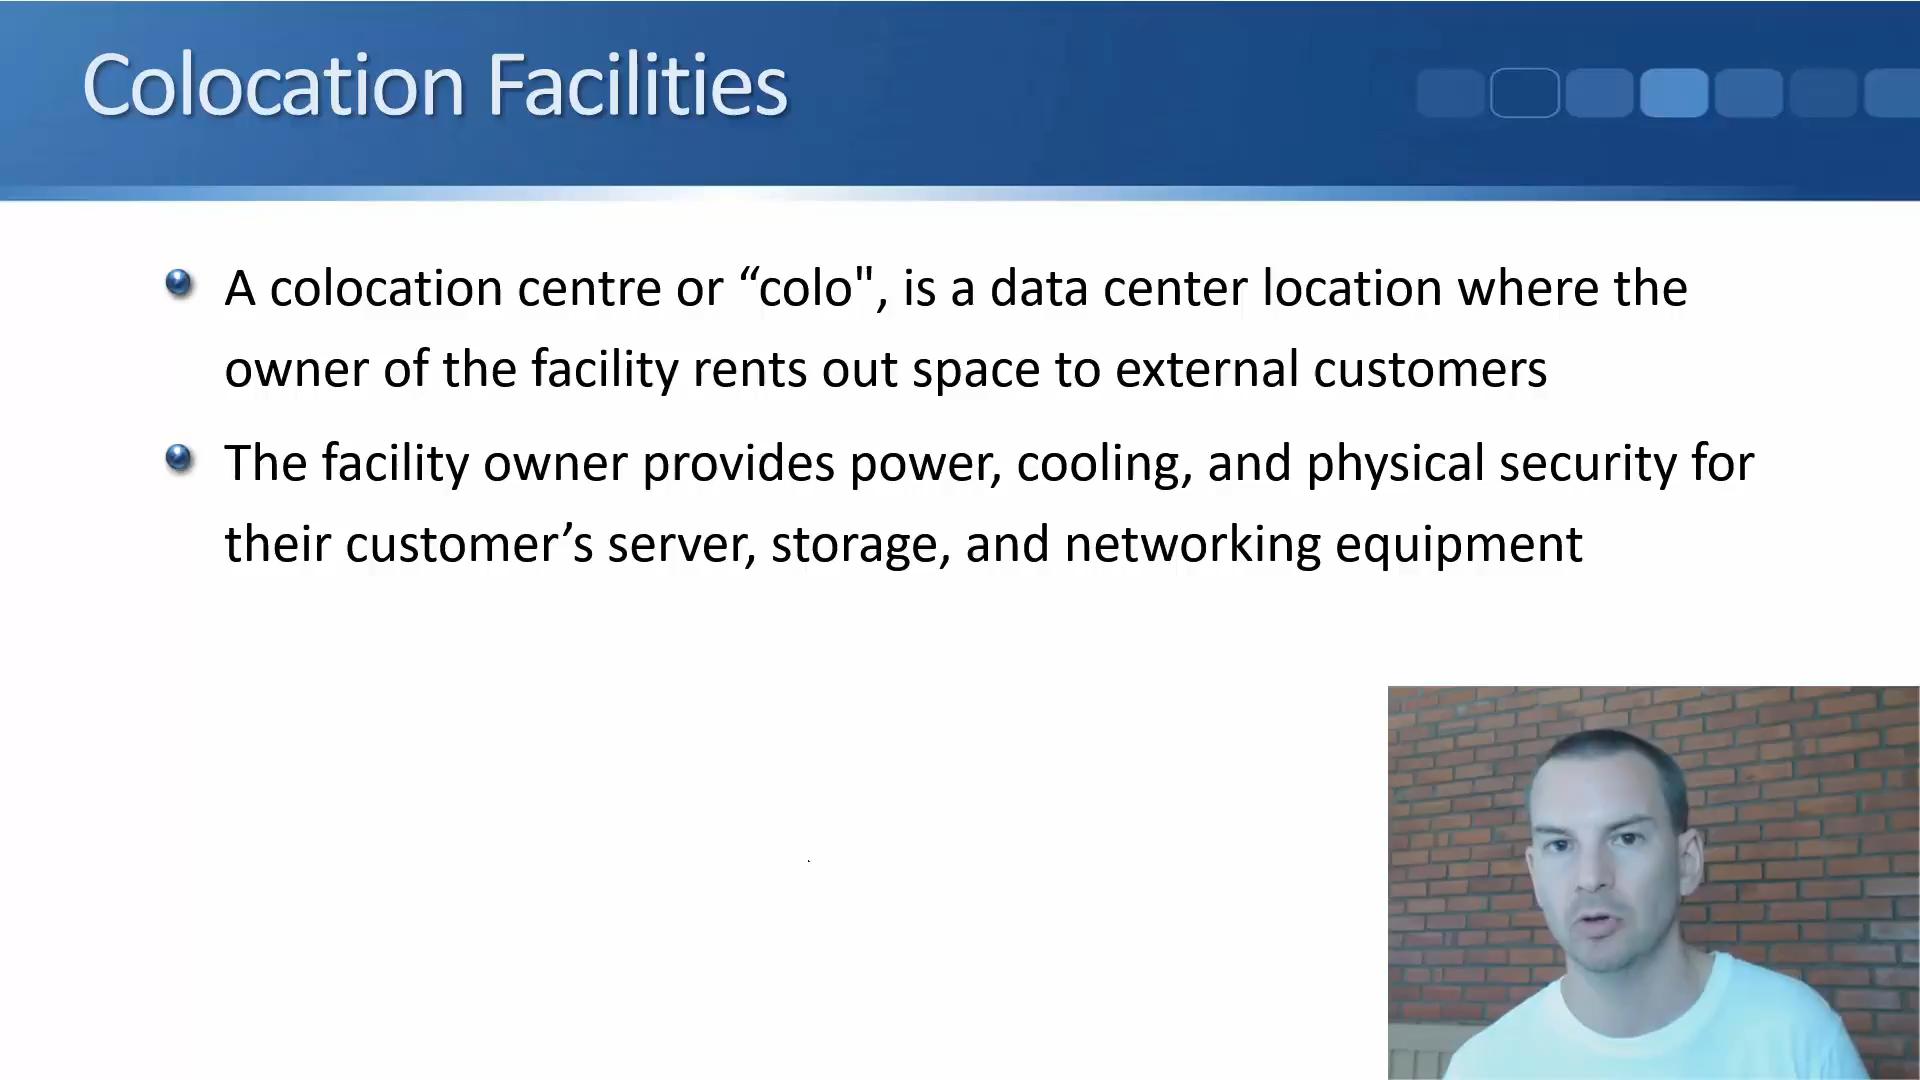 Colocation Facilities
A colocation centre or “colo", is a data center location where the
owner of the facility rents out space to external customers
The facility owner provides power, cooling, and physical security for
their customer’s server, storage, and networking equipment